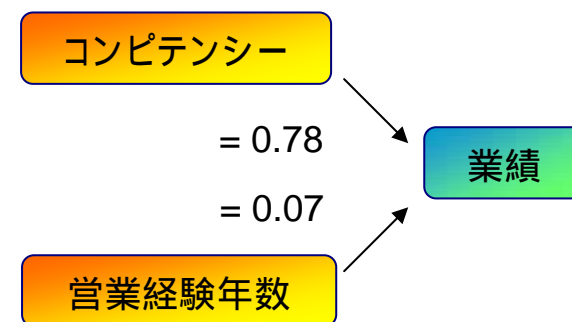 コンピテンシー
= 0.78
業績
= 0.07
営業経験年数